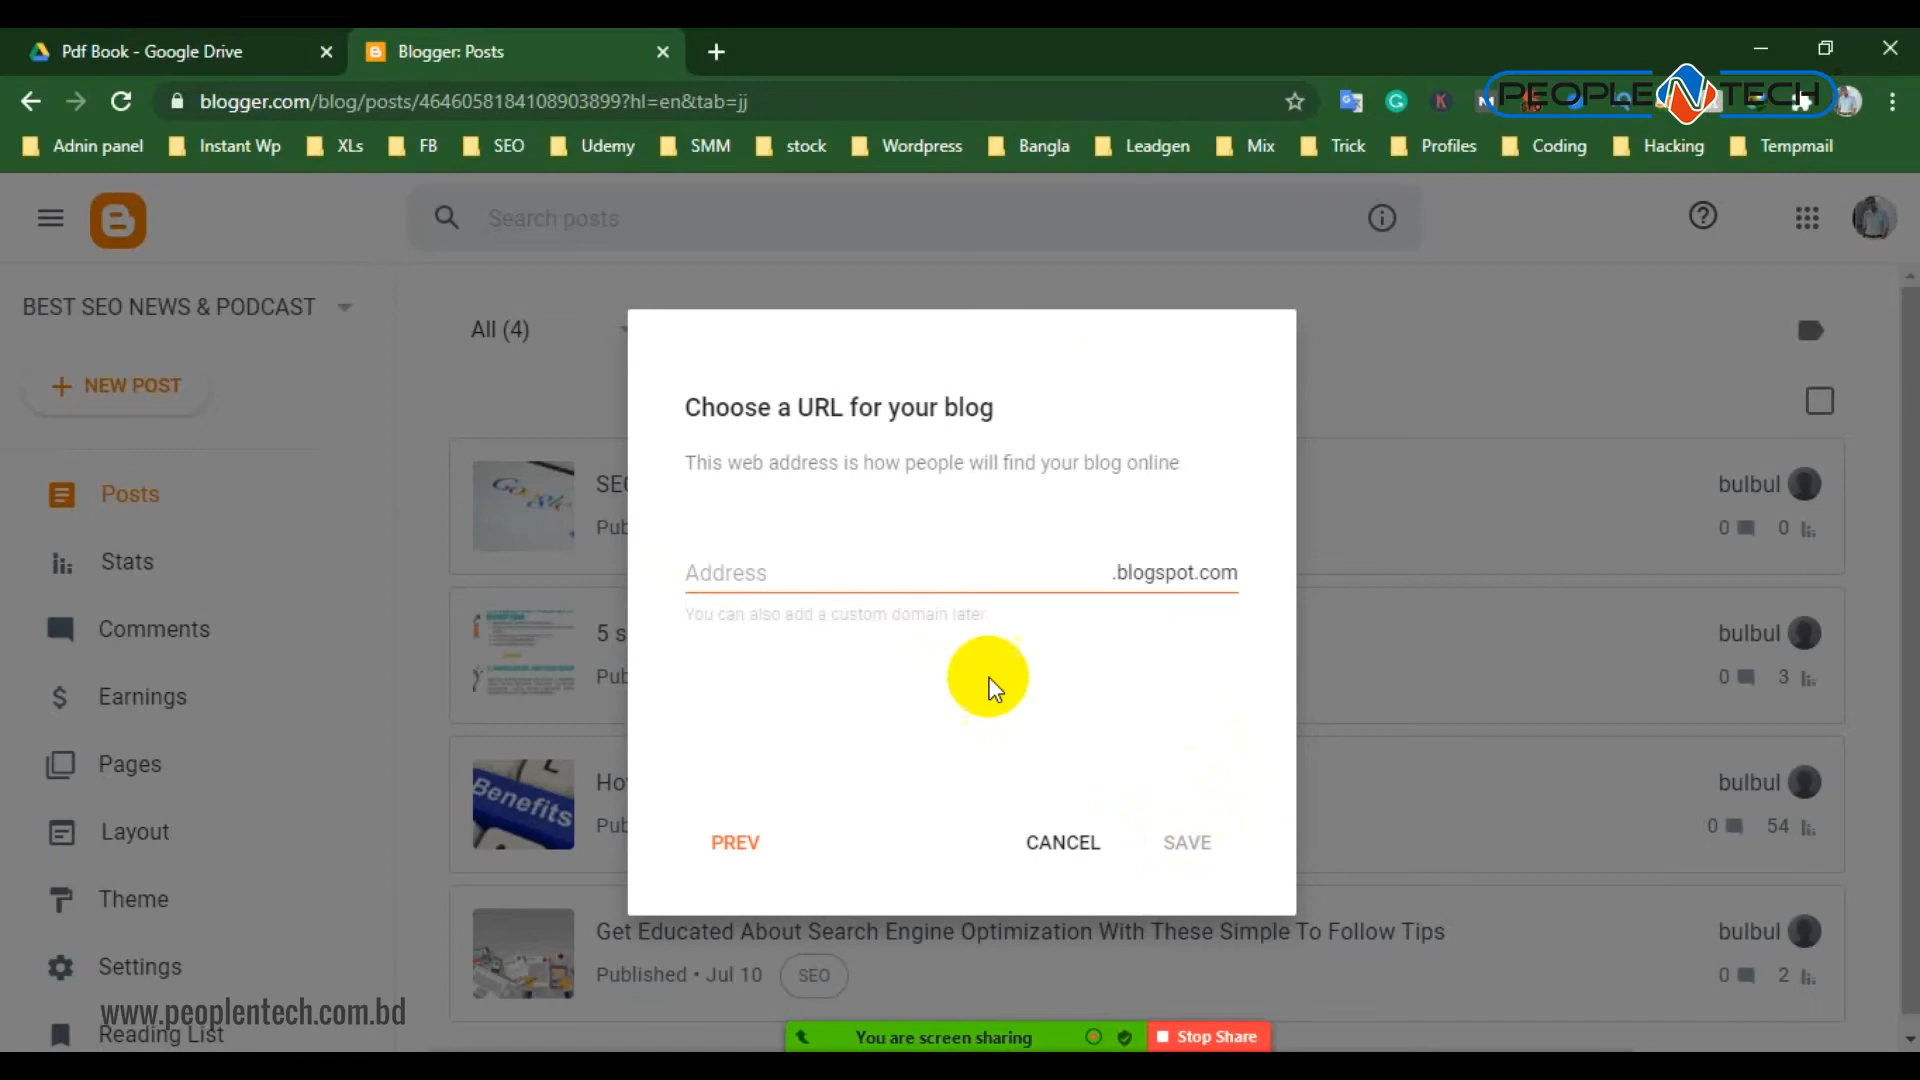 Pdf Book - Google Drive
Blogger: Posts
blogger.com/blog/posts/4646058184108903899?hl=en&tab=jj
PEOPLE N TECH
Adnin panel
Instant Wp
XLs
FB
SEO
Udemy
SMM
stock
Wordpress
Bangla
Leadgen
Mix
Trick
Profiles
Coding
Hacking
Tempmail
Search posts
BEST SEO NEWS & PODCAST
All (4)
NEW POST
Choose a URL for your blog
This web address is how people will find your blog online
Address
.blogspot.com
You can also add a custom domain later.
PREV
CANCEL
SAVE
Posts
Stats
Comments
Earnings
Pages
Layout
Theme
Settings
Reading List
www.peoplentech.com.bd
bulbul
0 0
5 s
bulbul
0 3
Benefits
bulbul
0 54
Get Educated About Search Engine Optimization With These Simple To Follow Tips
Published • Jul 10
SEO
bulbul
0 2
You are screen sharing
Stop Share